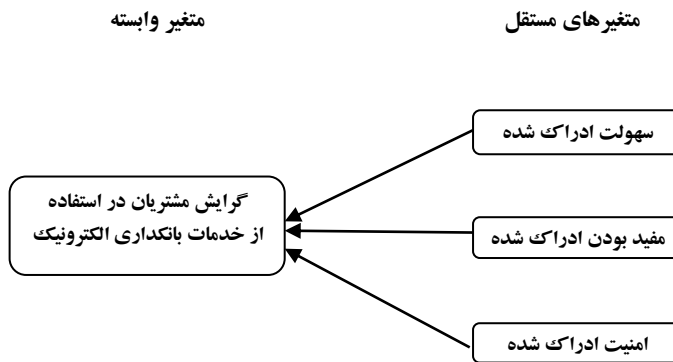 متغیرهای مستقل
متغیر وابسته
سهولت ادراک شده
گرایش مشتریان در استفاده
از خدمات بانکداری الکترونیک
مفید بودن ادراک شده
امنیت ادراک شده